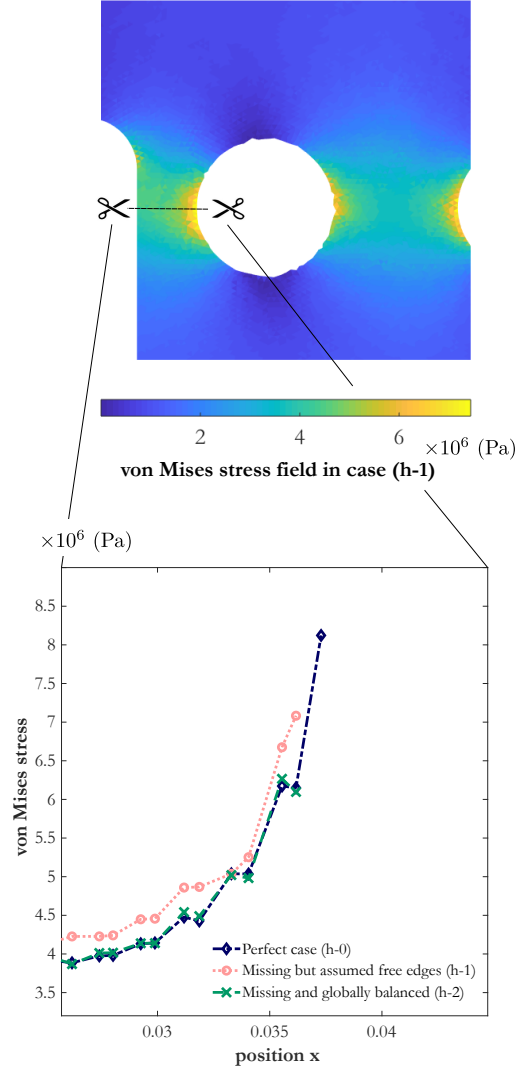 2 4 6
×10⁶ (Pa)
von Mises stress field in case (h-1)
×10⁶ (Pa)
8.5
8
7.5
7
6.5
6
5.5
5
4.5
4
3.5
von Mises stress
Perfect case (h-0)
Missing but assumed free edges (h-1)
Missing and globally balanced (h-2)
0.03 0.035 0.04
position x